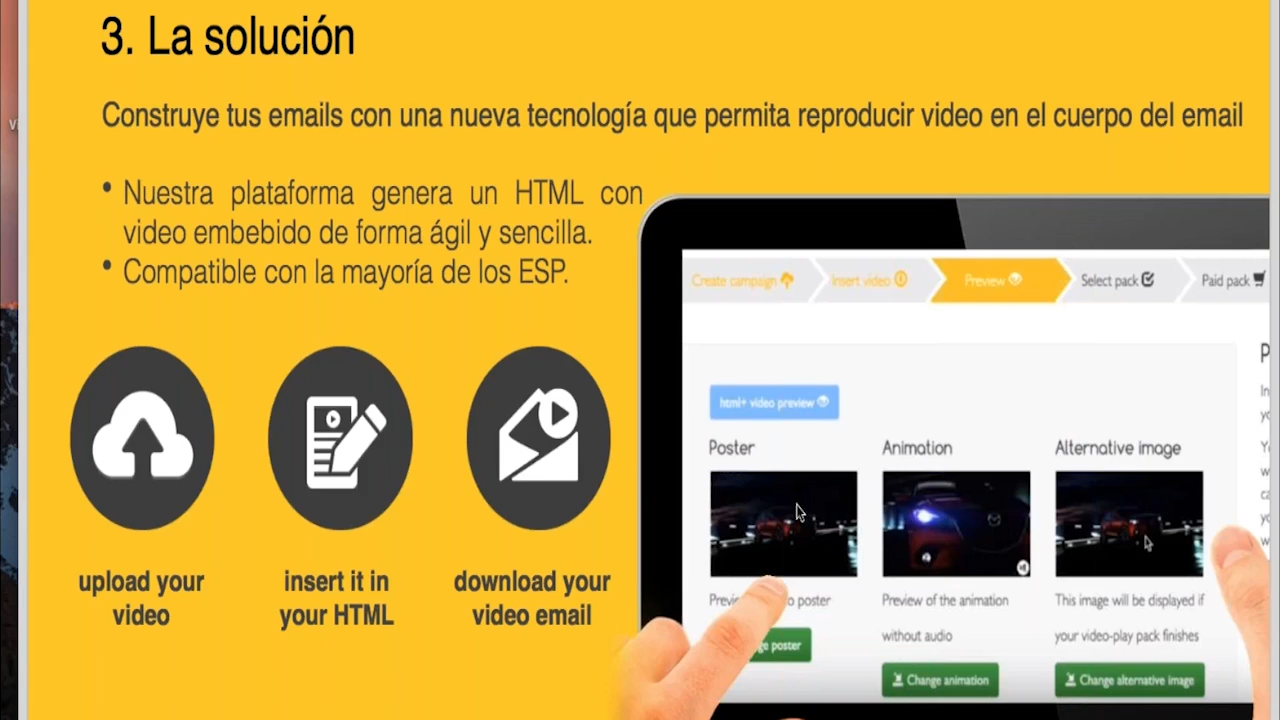 3. La solución
Construye tus emails con una nueva tecnología que permita reproducir video en el cuerpo del email
• Nuestra plataforma genera un HTML con
video embebido de forma ágil y sencilla.
• Compatible con la mayoría de los ESP.
upload your
video
insert it in
your HTML
download your
video email
Create campaign
Insert video
Preview
Select pack
Paid pack
html+ video preview
Poster
Animation
Alternative image
poster
Preview of the animation
without audio
This image will be displayed if
your video-play pack finishes
poster
Change animation
Change alternative image